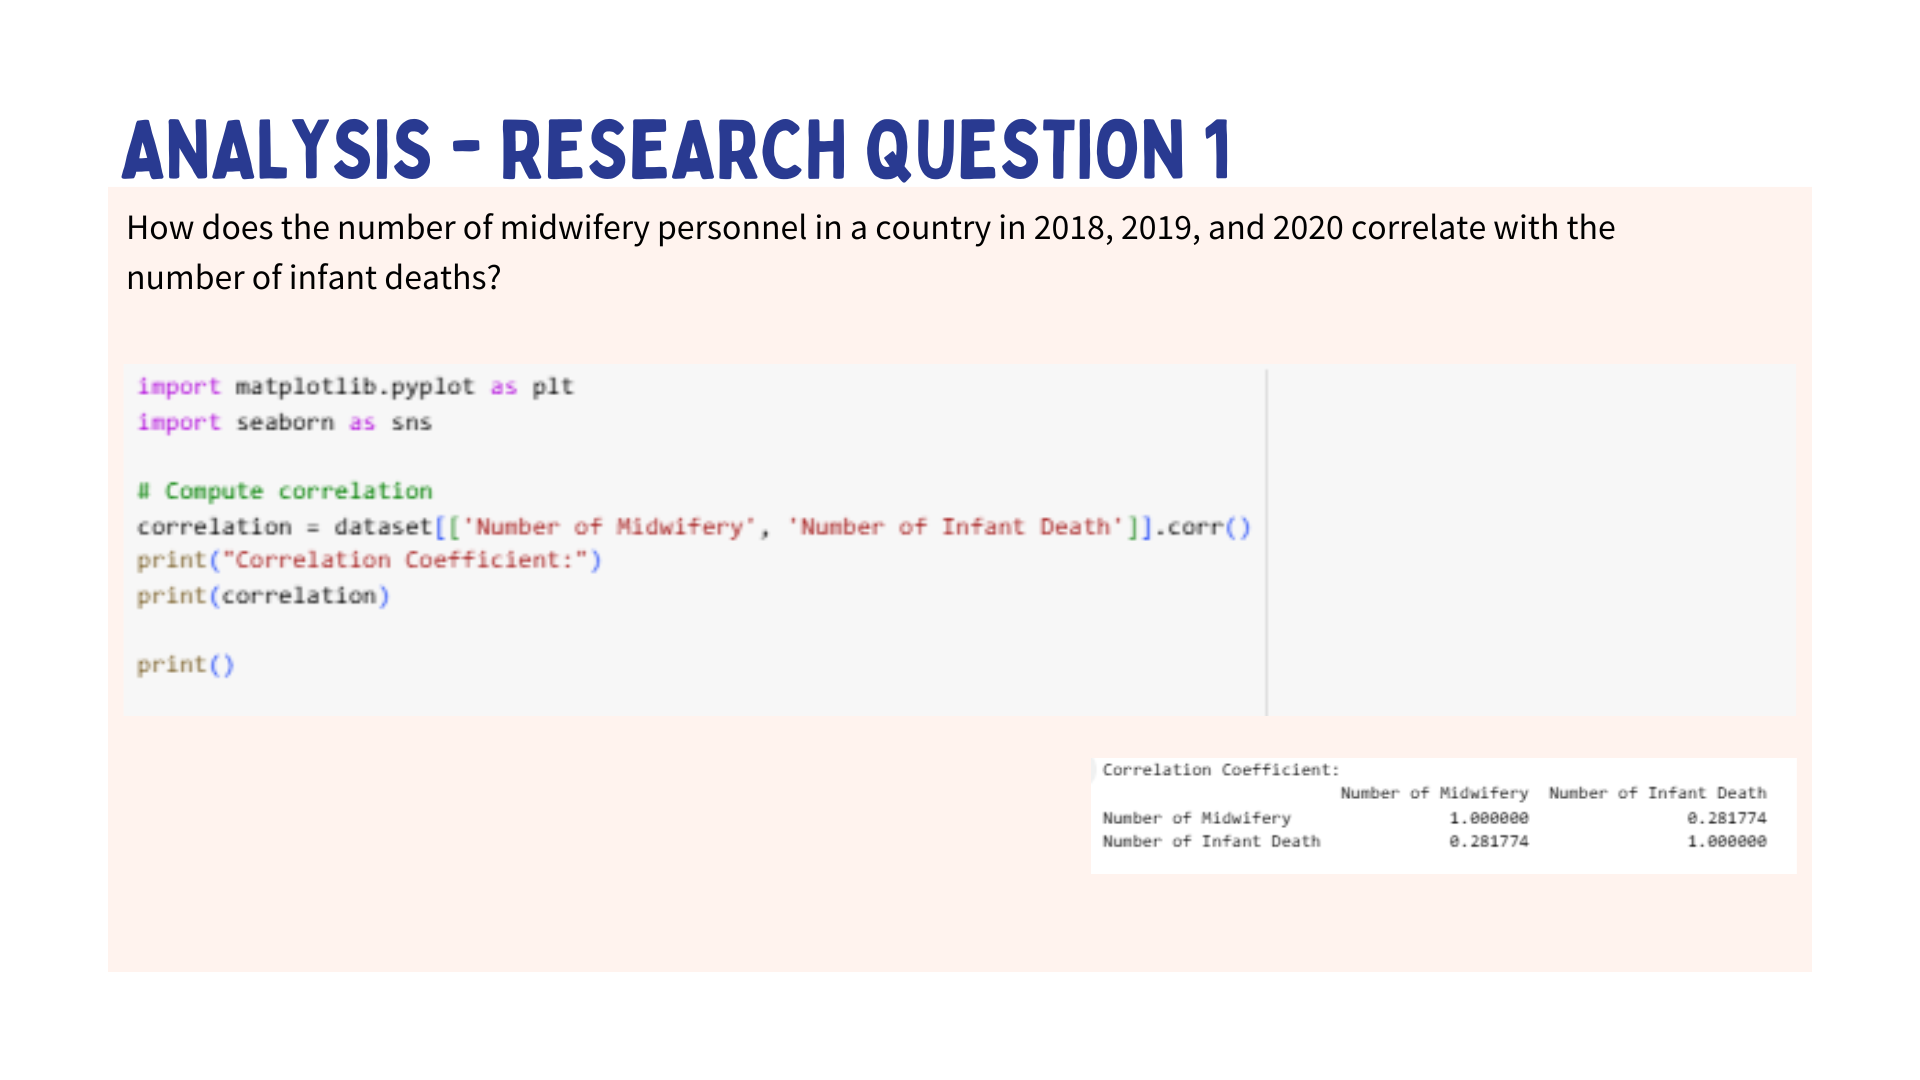 ANALYSIS - RESEARCH QUESTION 1
How does the number of midwifery personnel in a country in 2018, 2019, and 2020 correlate with the
number of infant deaths?
import matplotlib.pyplot as plt
import seaborn as sns
# Compute correlation
correlation = dataset[['Number of Midwifery', 'Number of Infant Death']].corr()
print("Correlation Coefficient:")
print(correlation)
print()
Correlation Coefficient:
Number of Midwifery Number of Infant Death
Number of Midwifery 1.000000 0.281774
Number of Infant Death 0.281774 1.000000